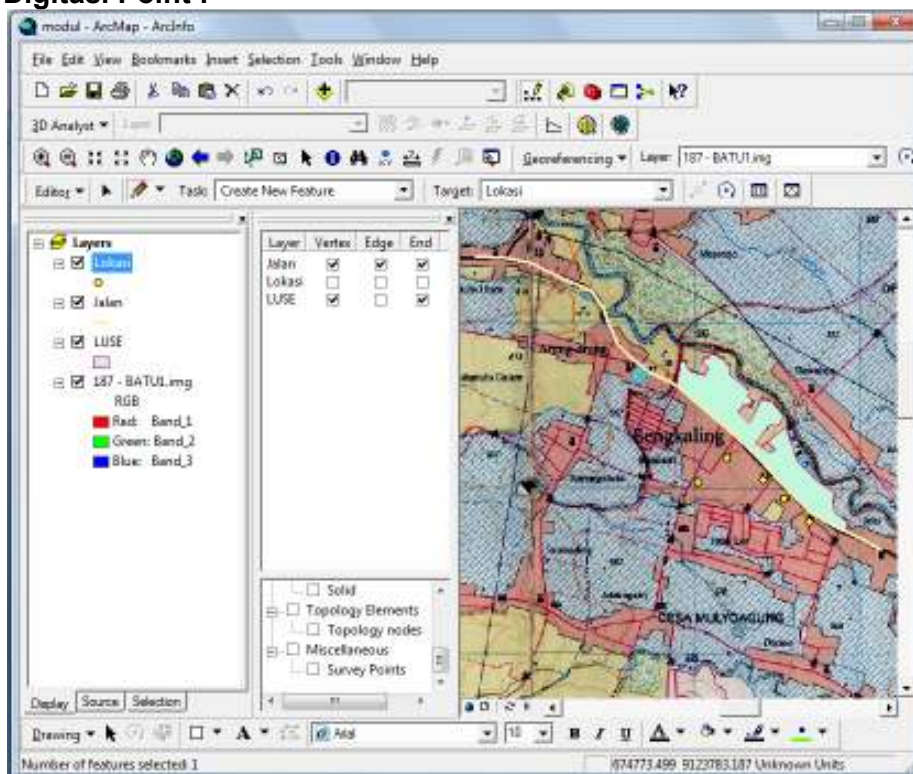 Digitasi Point :
modul - ArcMap - ArcInfo
File Edit View Bookmarks Insert Selection Tools Window Help
3D Analyst Layer:
Georeferencing Layer: 187 - BATU1.img
Editor Task: Create New Feature Target: Lokasi
Layers
Lokasi
Jalan
LUSE
187 - BATU1.img
RGB
Red: Band_1
Green: Band_2
Blue: Band_3
Layer Vertex Edge End
Jalan
Lokasi
LUSE
Solid
Topology Elements
Topology nodes
Miscellaneous
Survey Points
Sengkaling
DESA MULYOAGUNG
Display Source Selection
Drawing A Arial 10 B I U A
Number of features selected: 1
674773.499 9123783.187 Unknown Units